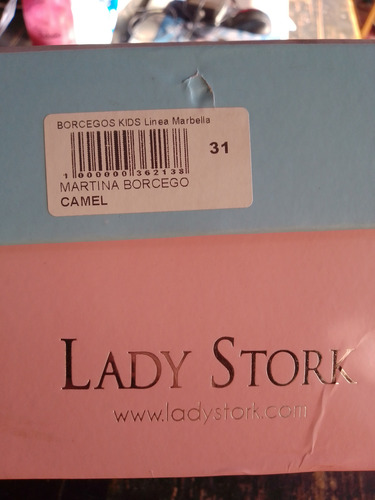 BORCEGOS KIDS Linea Marbella
31
1 000000 362138
MARTINA BORCEGO
CAMEL
LADY STORK
www.ladystork.com